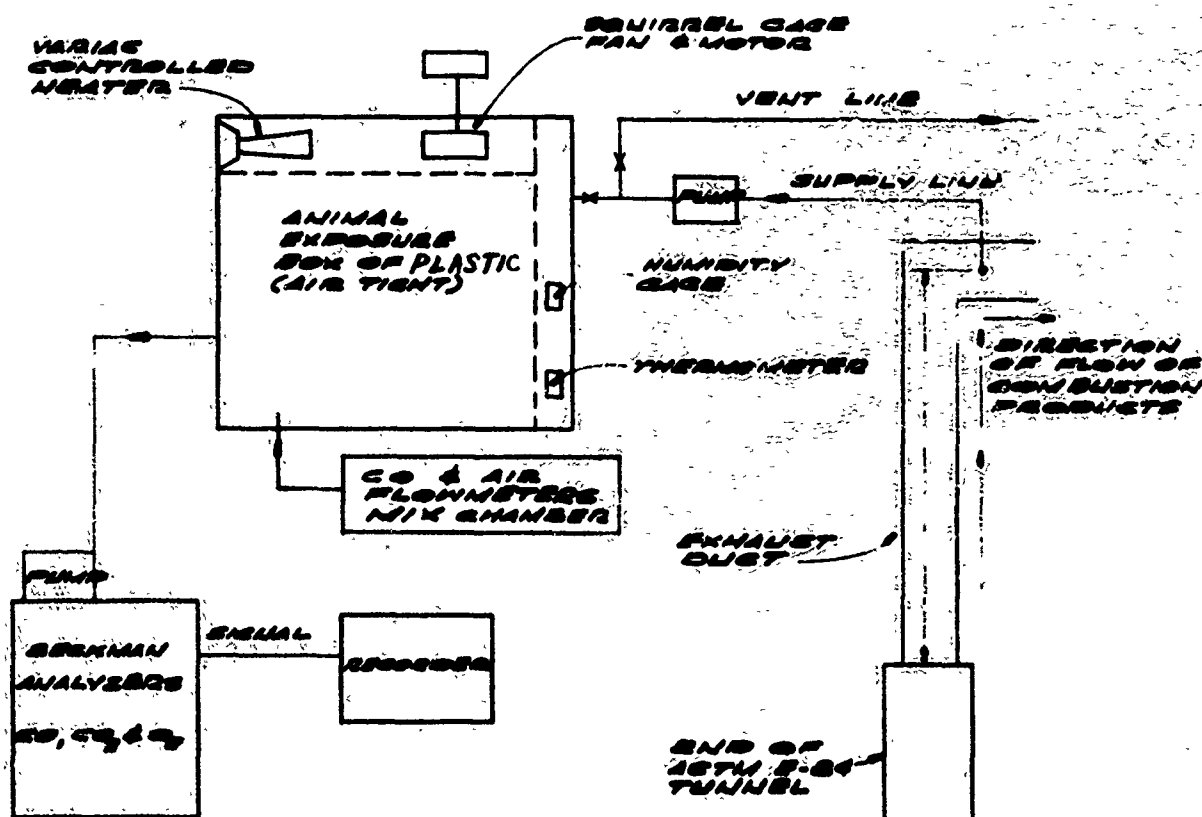 SQUIRREL CAGE
FAN & MOTOR
VARIAC
CONTROLLED
HEATER
VENT LINE
SUPPLY LINE
PUMP
ANIMAL
EXPOSURE
BOX OF PLASTIC
(AIR TIGHT)
HUMIDITY
GAGE
THERMOMETER
DIRECTION
OF FLOW OF
COMBUSTION
PRODUCTS
CO & AIR
FLOWMETERS
MIX CHAMBER
EXHAUST
DUCT
PUMP
SIGNAL
BECKMAN
ANALYZERS
CO, CO₂ & O₂
RECORDER
END OF
ASTM E-84
TUNNEL